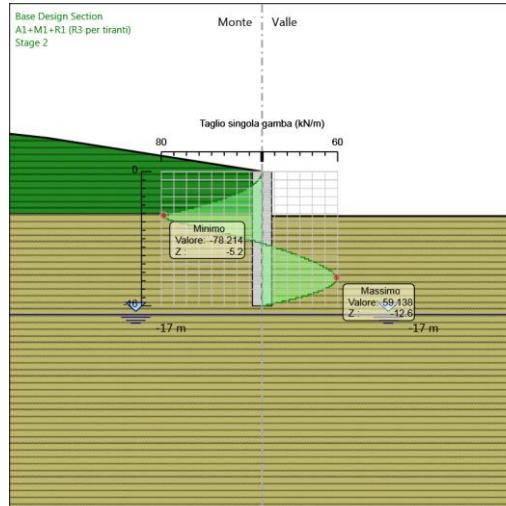 Base Design Section
A1+M1+R1 (R3 per tiranti)
Stage 2
Monte Valle
Taglio singola gamba (kN/m)
80 60
0
Minimo
Valore: -78.214
Z : -5.2
Massimo
Valore: 59.138
Z : -12.6
-17 m -17 m